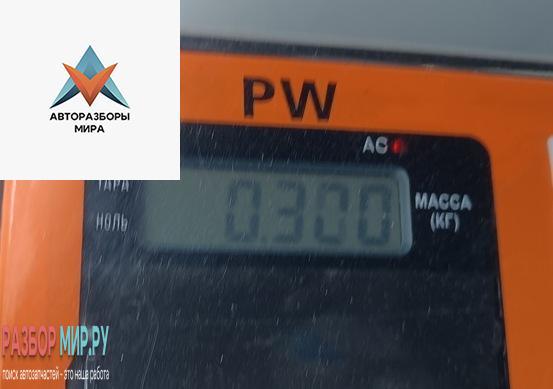 АВТОРАЗБОРЫ
МИРА
PW
AC
ТАРА
0.300
МАССА
(КГ)
НОЛЬ
РАЗБОР МИР.РУ
поиск автозапчастей - это наша работа